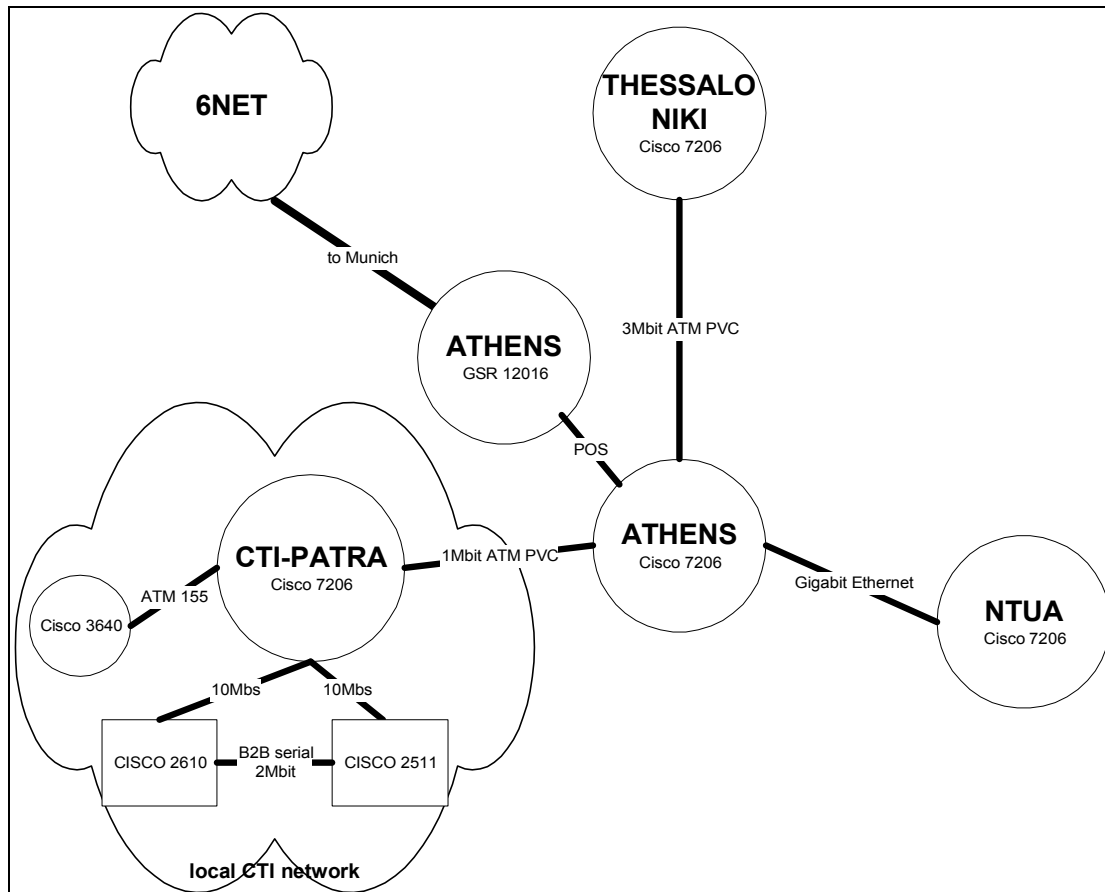 6NET
THESSALO
NIKI
Cisco 7206
to Munich
3Mbit ATM PVC
ATHENS
GSR 12016
POS
CTI-PATRA
Cisco 7206
1Mbit ATM PVC
ATHENS
Cisco 7206
Gigabit Ethernet
NTUA
Cisco 7206
ATM 155
Cisco 3640
10Mbs
10Mbs
CISCO 2610
B2B serial
2Mbit
CISCO 2511
local CTI network